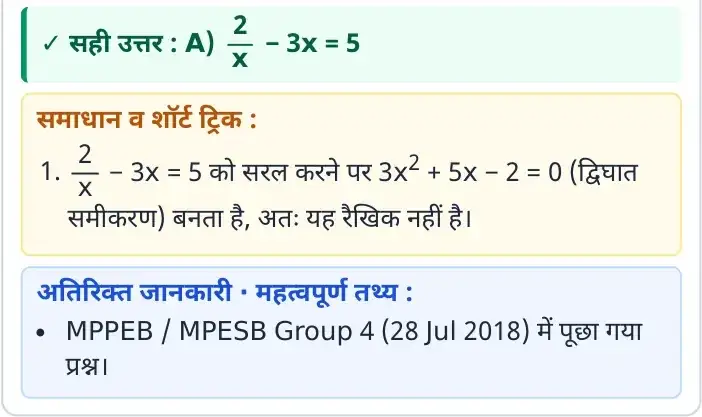 ✓ सही उत्तर : A) 2/x − 3x = 5
समाधान व शॉर्ट ट्रिक :
1. 2/x − 3x = 5 को सरल करने पर 3x² + 5x − 2 = 0 (द्विघात
समीकरण) बनता है, अतः यह रैखिक नहीं है।
अतिरिक्त जानकारी · महत्वपूर्ण तथ्य :
• MPPEB / MPESB Group 4 (28 Jul 2018) में पूछा गया
प्रश्न।